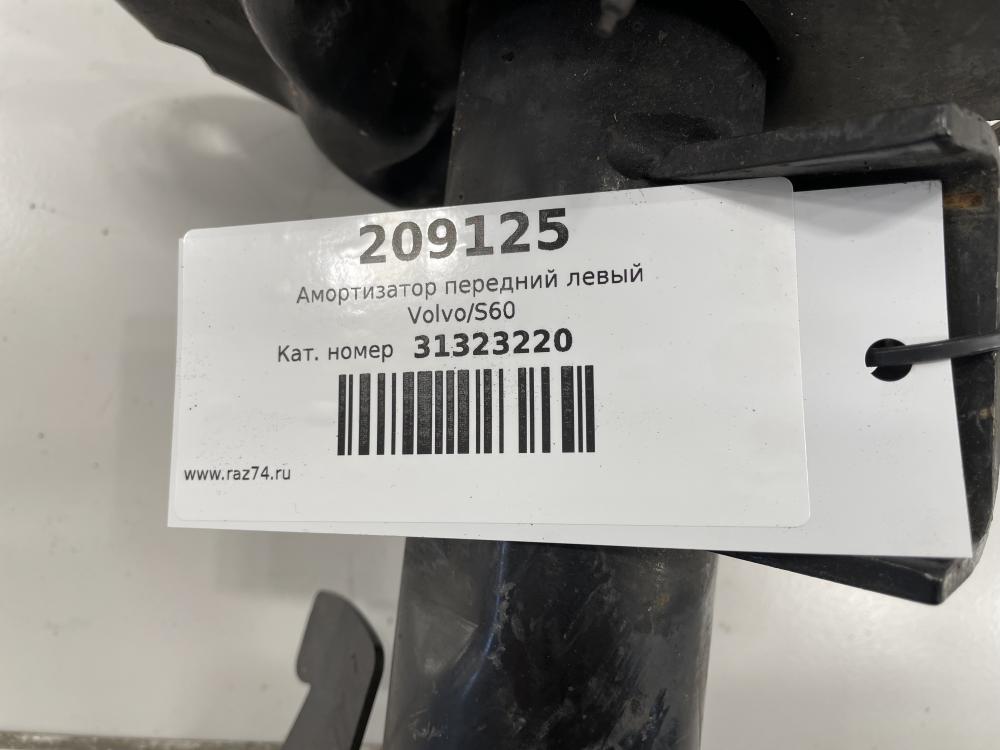 209125
Амортизатор передний левый
Volvo/S60
Кат. номер 31323220
www.raz74.ru